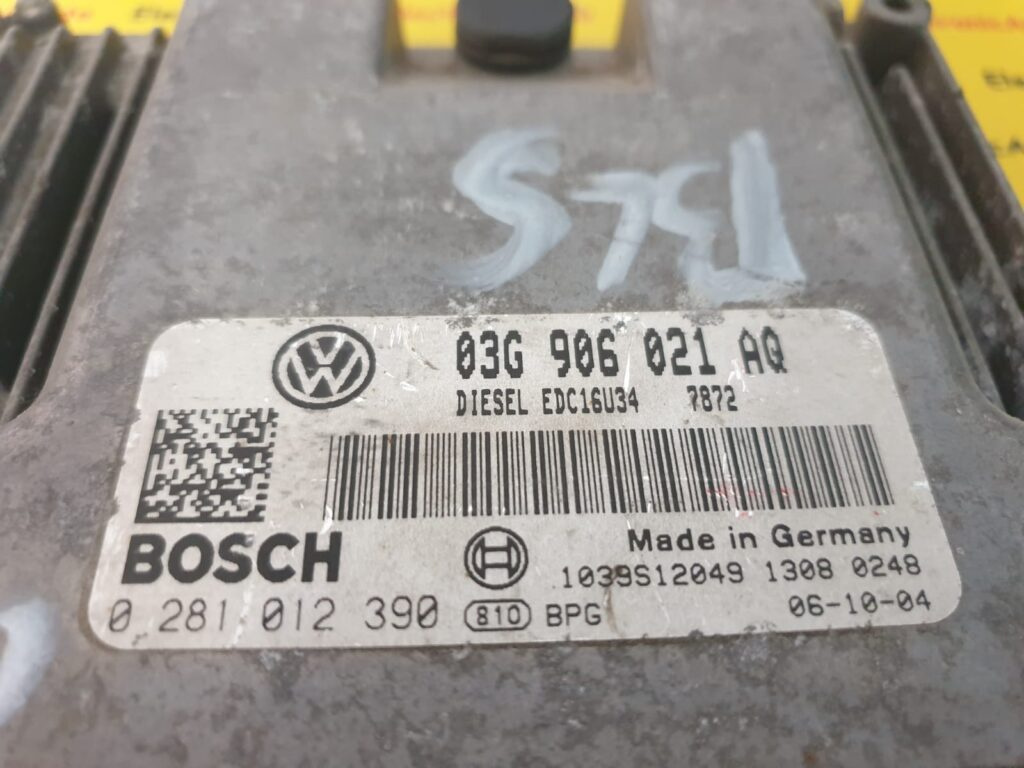 03G 906 021 AQ
DIESEL EDC16U34 7872
BOSCH
Made in Germany
1039S12049 1308 0248
0 281 012 390 810 BPG 06-10-04